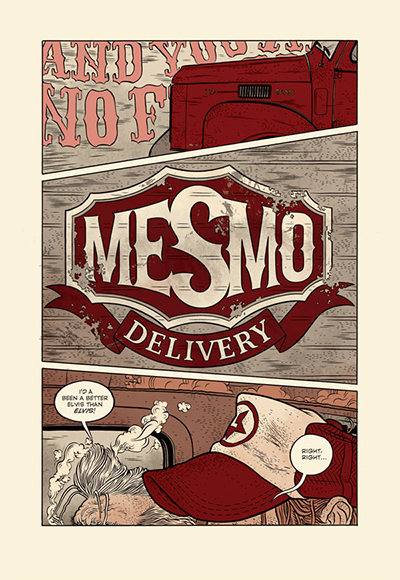 AND YOU
NO F
MESMO
DELIVERY
I'D A
BEEN A BETTER
ELVIS THAN
ELVIS!
RIGHT,
RIGHT...